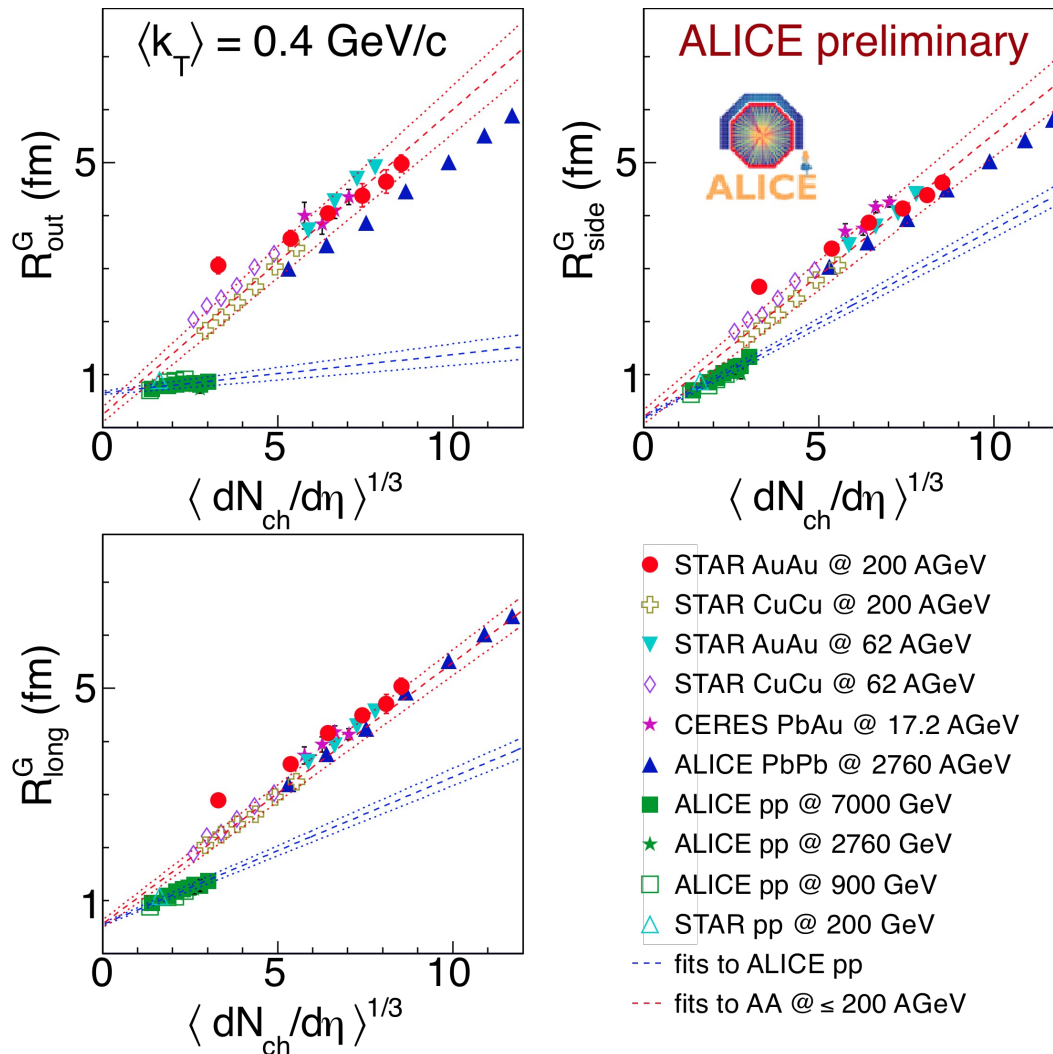 ⟨k_T⟩ = 0.4 GeV/c
R^G_out (fm)
5
1
0 5 10
⟨ dN_ch/dη ⟩^1/3
ALICE preliminary
ALICE
R^G_side (fm)
5
1
0 5 10
⟨ dN_ch/dη ⟩^1/3
R^G_long (fm)
5
1
0 5 10
⟨ dN_ch/dη ⟩^1/3
STAR AuAu @ 200 AGeV
STAR CuCu @ 200 AGeV
STAR AuAu @ 62 AGeV
STAR CuCu @ 62 AGeV
CERES PbAu @ 17.2 AGeV
ALICE PbPb @ 2760 AGeV
ALICE pp @ 7000 GeV
ALICE pp @ 2760 GeV
ALICE pp @ 900 GeV
STAR pp @ 200 GeV
fits to ALICE pp
fits to AA @ ≤ 200 AGeV